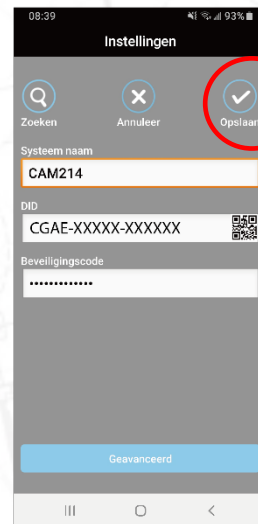 08:39 93%
Instellingen
Zoeken Annuleer Opslaan
Systeem naam
CAM214
DID
CGAE-XXXXX-XXXXXX
Beveiligingscode
•••••••••••••
Geavanceerd